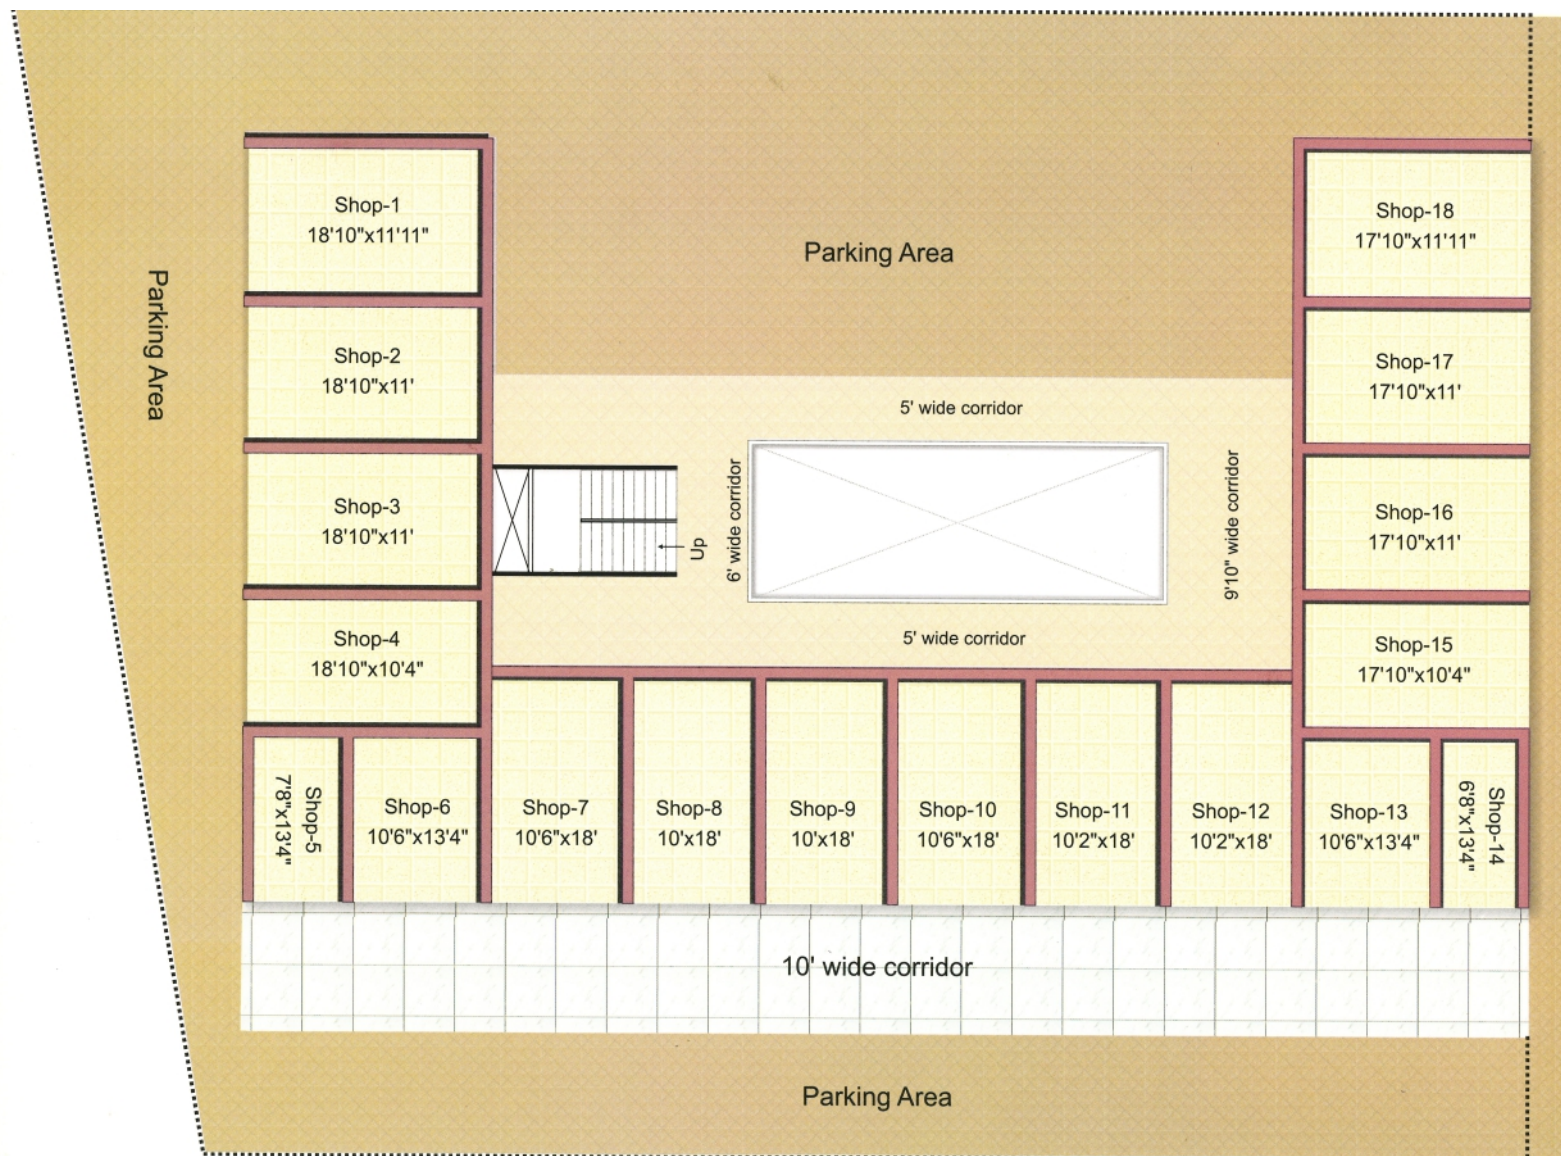 Shop-1
18'10"x11'11"
Shop-18
17'10"x11'11"
Parking Area
Parking Area
Shop-2
18'10"x11'
Shop-17
17'10"x11'
5' wide corridor
Shop-3
18'10"x11'
Up
6' wide corridor
9'10" wide corridor
Shop-16
17'10"x11'
Shop-4
18'10"x10'4"
5' wide corridor
Shop-15
17'10"x10'4"
Shop-5
7'8"x13'4"
Shop-6
10'6"x13'4"
Shop-7
10'6"x18'
Shop-8
10'x18'
Shop-9
10'x18'
Shop-10
10'6"x18'
Shop-11
10'2"x18'
Shop-12
10'2"x18'
Shop-13
10'6"x13'4"
Shop-14
6'8"x13'4"
10' wide corridor
Parking Area